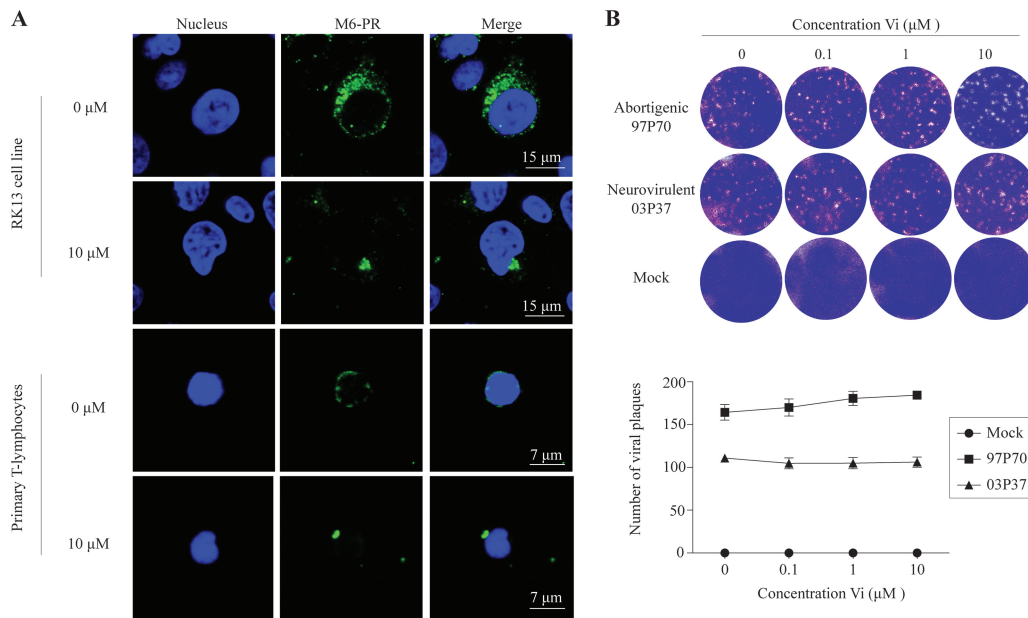 A
Nucleus M6-PR Merge
RK13 cell line
0 μM
15 μm
10 μM
15 μm
Primary T-lymphocytes
0 μM
7 μm
10 μM
7 μm
B
Concentration Vi (μM )
0 0.1 1 10
Abortigenic
97P70
Neurovirulent
03P37
Mock
Number of viral plaques
200
150
100
50
0
0 0.1 1 10
Concentration Vi (μM )
Mock
97P70
03P37